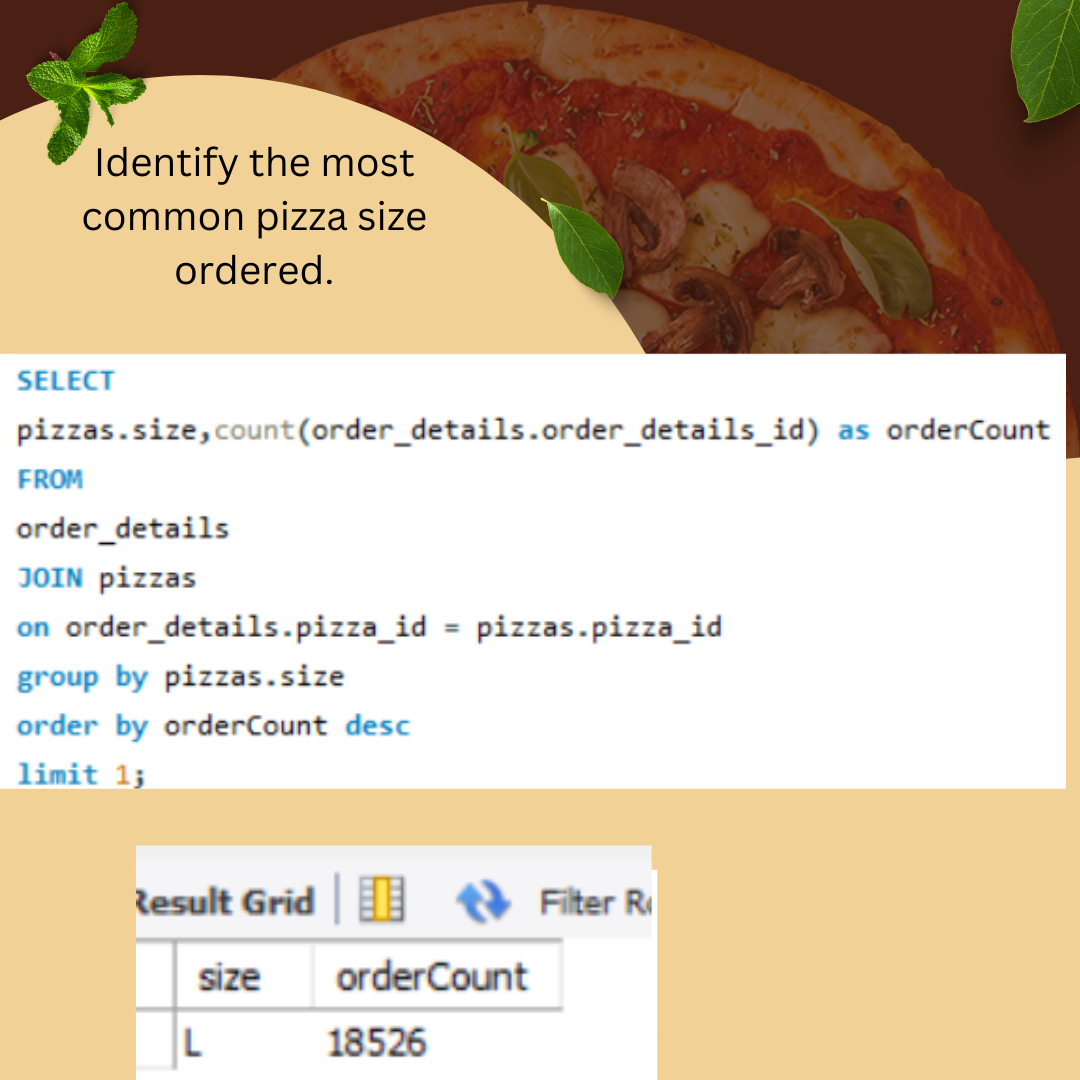 Identify the most
common pizza size
ordered.
SELECT
pizzas.size,count(order_details.order_details_id) as orderCount
FROM
order_details
JOIN pizzas
on order_details.pizza_id = pizzas.pizza_id
group by pizzas.size
order by orderCount desc
limit 1;
Result Grid Filter Ro
size orderCount
L 18526